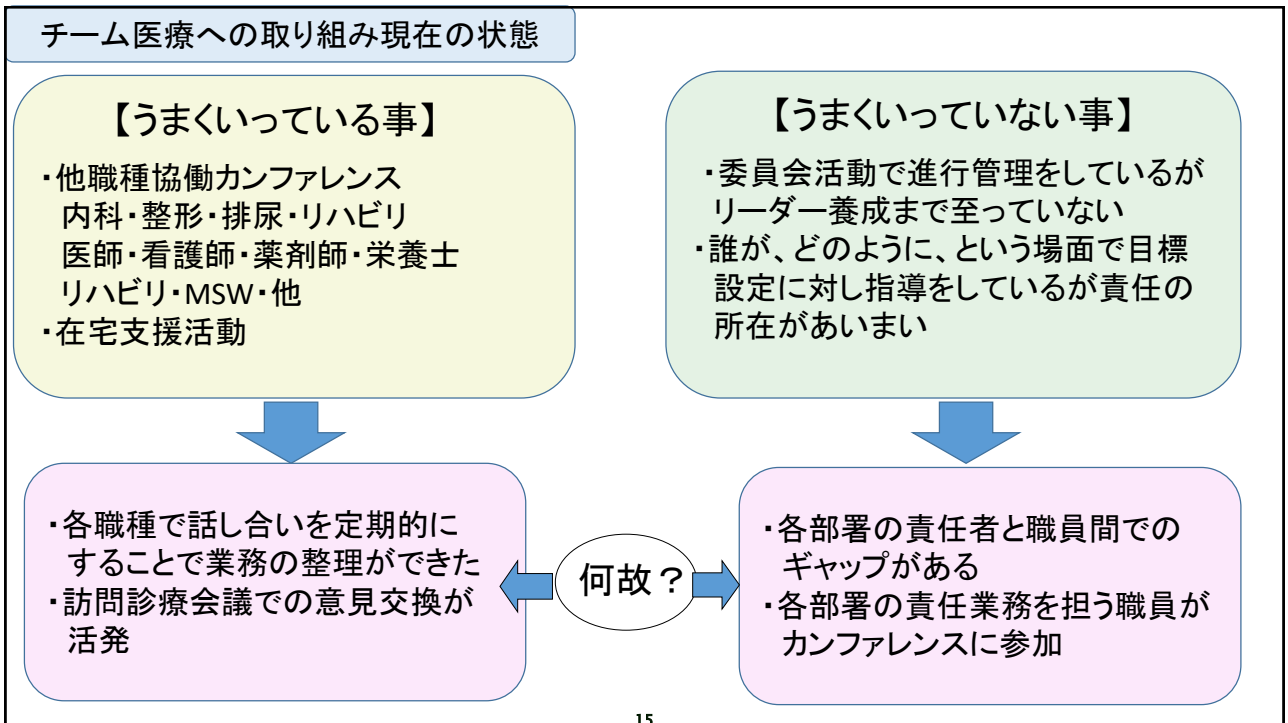 チーム医療への取り組み現在の状態
【うまくいっている事】
・他職種協働カンファレンス
内科・整形・排尿・リハビリ
医師・看護師・薬剤師・栄養士
リハビリ・MSW・他
・在宅支援活動
【うまくいっていない事】
・委員会活動で進行管理をしているが
リーダー養成まで至っていない
・誰が、どのように、という場面で目標
設定に対し指導をしているが責任の
所在があいまい
・各職種で話し合いを定期的に
することで業務の整理ができた
・訪問診療会議での意見交換が
活発
何故？
・各部署の責任者と職員間での
ギャップがある
・各部署の責任業務を担う職員が
カンファレンスに参加
15